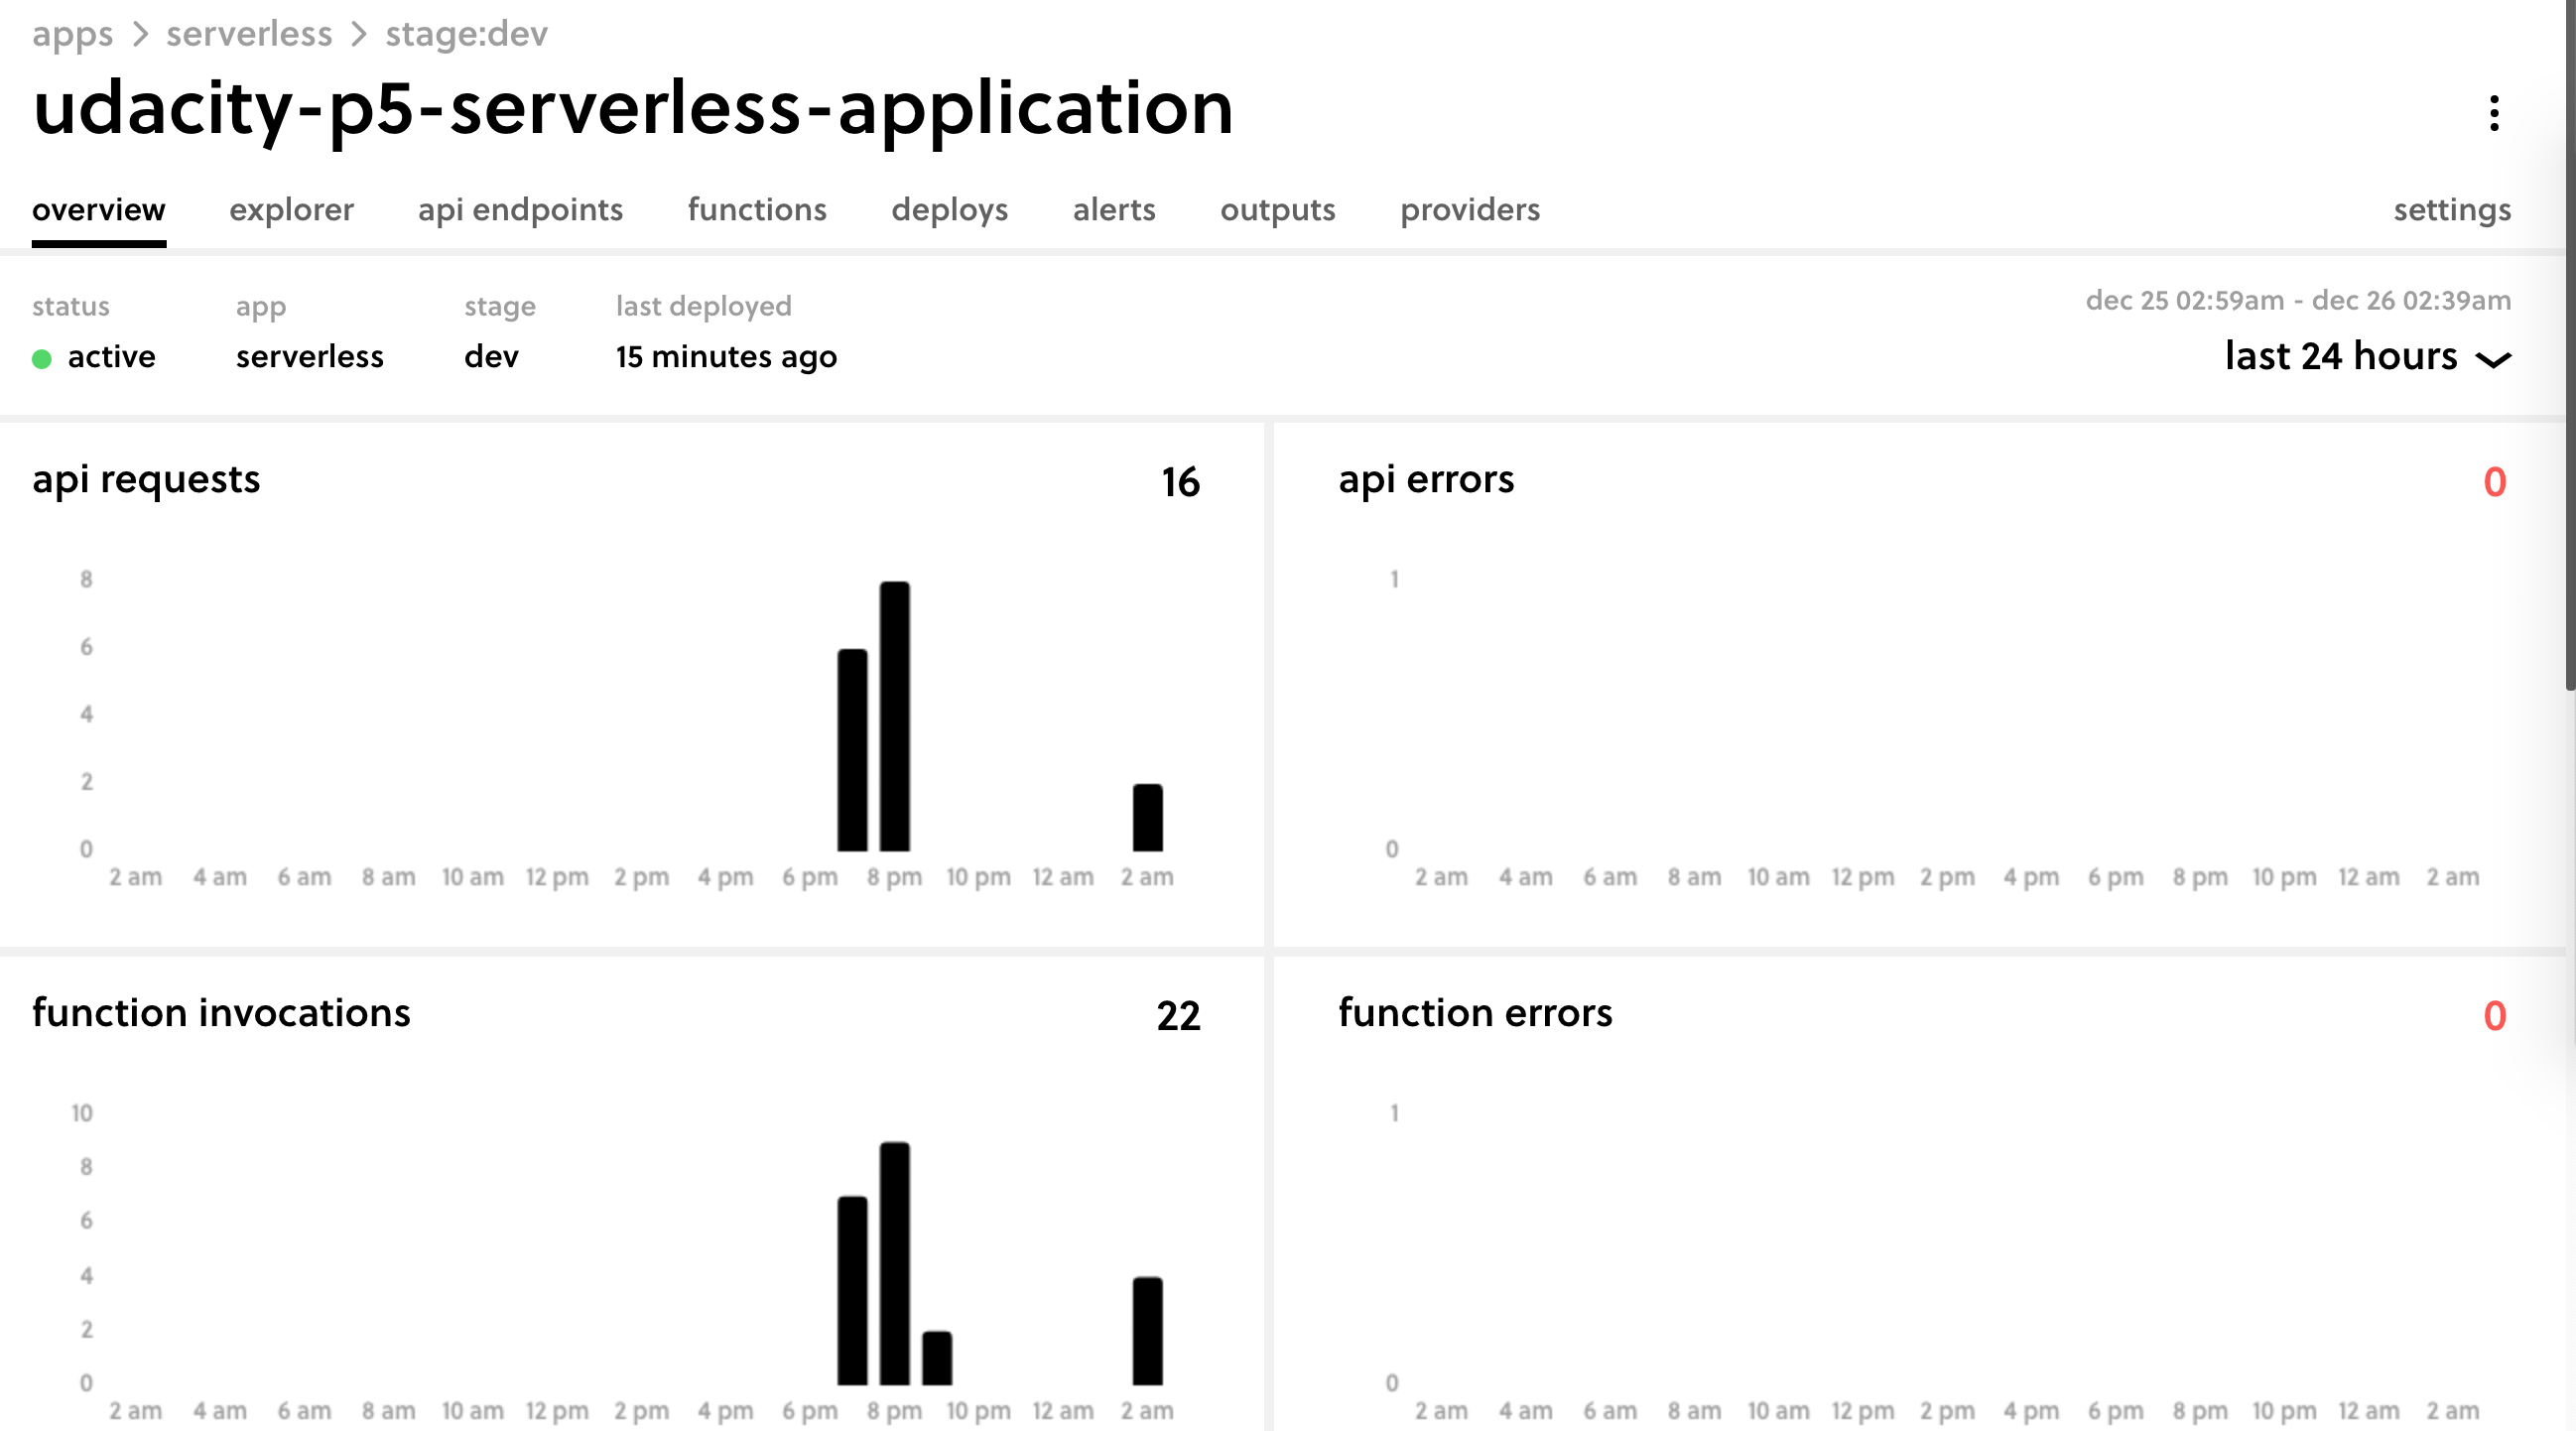 apps > serverless > stage:dev
udacity-p5-serverless-application
overview explorer api endpoints functions deploys alerts outputs providers settings
status app stage last deployed dec 25 02:59am - dec 26 02:39am
active serverless dev 15 minutes ago last 24 hours
api requests 16
8
6
4
2
0
2 am 4 am 6 am 8 am 10 am 12 pm 2 pm 4 pm 6 pm 8 pm 10 pm 12 am 2 am
api errors 0
1
0
2 am 4 am 6 am 8 am 10 am 12 pm 2 pm 4 pm 6 pm 8 pm 10 pm 12 am 2 am
function invocations 22
10
8
6
4
2
0
2 am 4 am 6 am 8 am 10 am 12 pm 2 pm 4 pm 6 pm 8 pm 10 pm 12 am 2 am
function errors 0
1
0
2 am 4 am 6 am 8 am 10 am 12 pm 2 pm 4 pm 6 pm 8 pm 10 pm 12 am 2 am